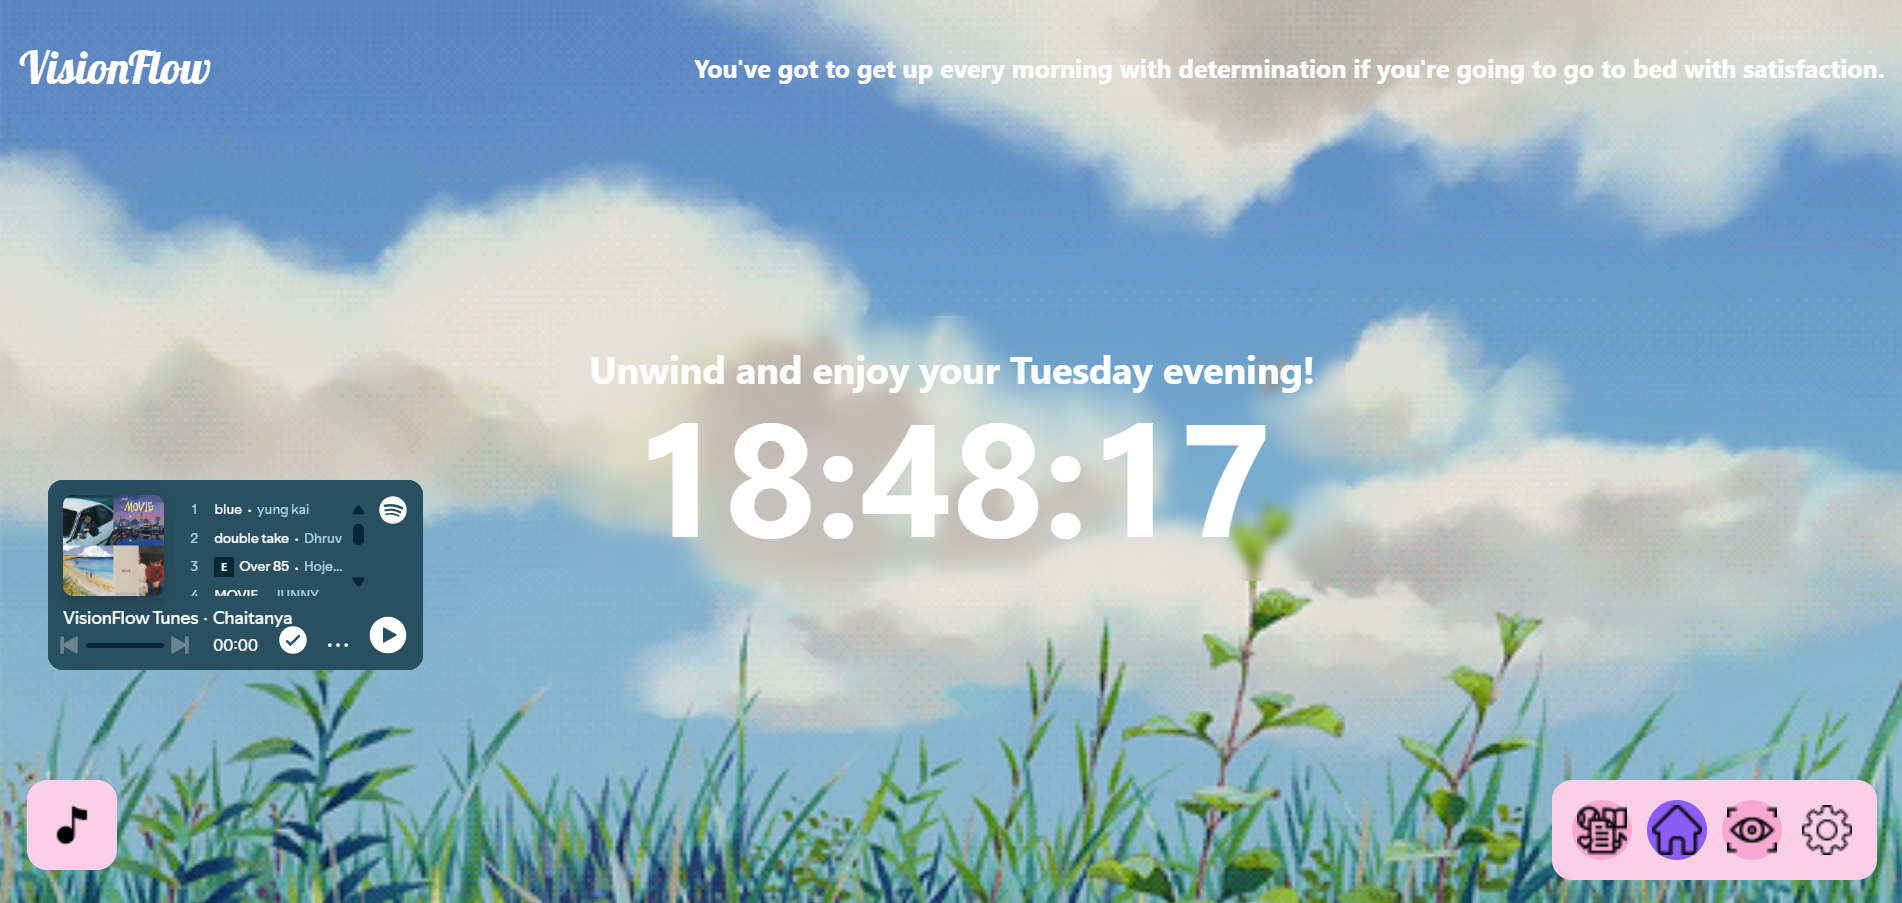 VisionFlow
You've got to get up every morning with determination if you're going to go to bed with satisfaction.
Unwind and enjoy your Tuesday evening!
18:48:17
MOVIE
1 blue • yung kai
2 double take • Dhruv
3 E Over 85 • Hoje...
4 MOVIE JUNNY
VisionFlow Tunes · Chaitanya
00:00